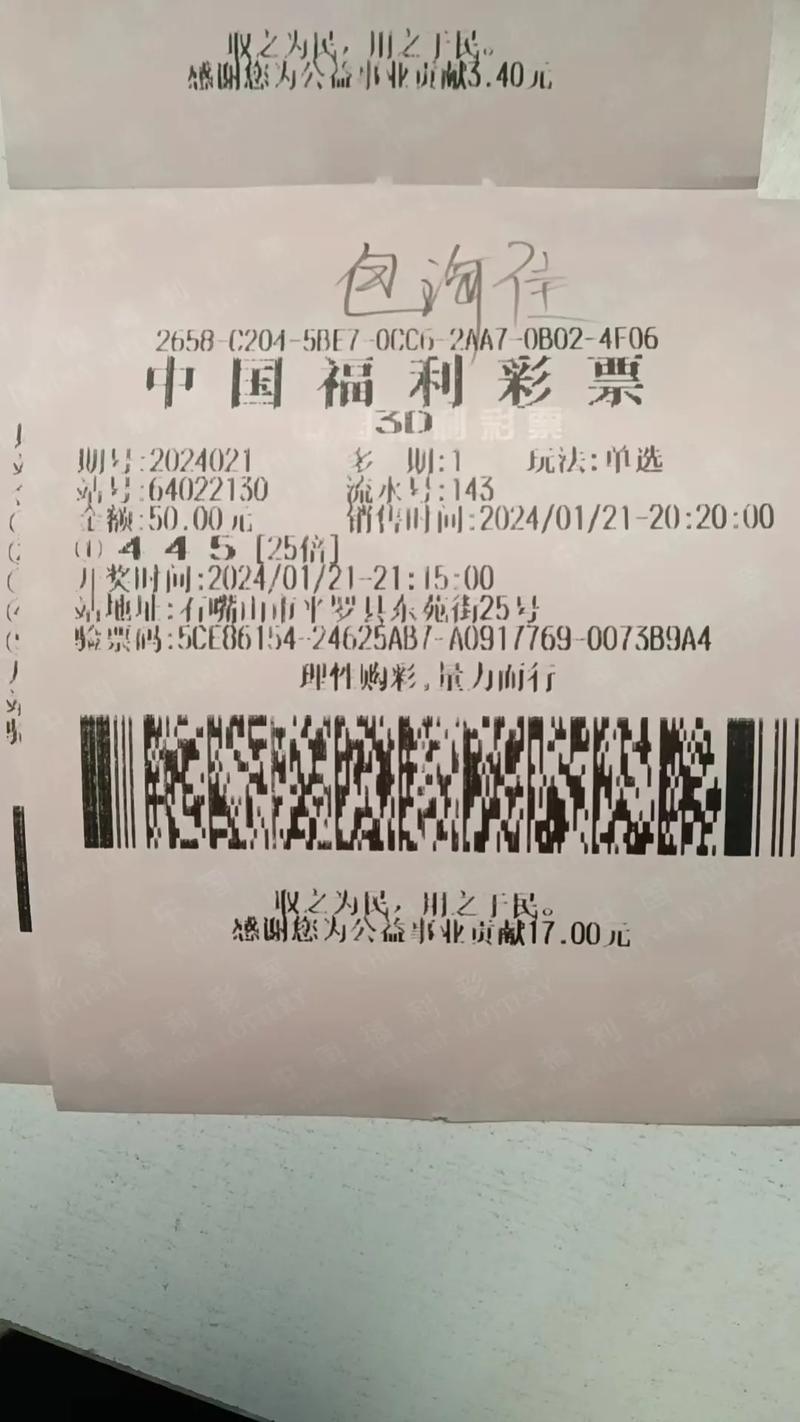 取之为民，用之于民。
感谢您为公益事业贡献3.40元
2658-C204-5BE7-0CC6-2AA7-0B02-4F06
中国福利彩票
3D
期号:2024021 多 期:1 玩法:单选
站号:64022130 流水号:143
金额:50.00元 销售时间:2024/01/21-20:20:00
(1) 4 4 5 [25倍]
开奖时间:2024/01/21-21:15:00
站地址:石嘴山市平罗县东苑街25号
验票码:5CE86154-24625AB7-A0917769-0073B9A4
理性购彩,量力而行
取之为民，用之于民。
感谢您为公益事业贡献17.00元